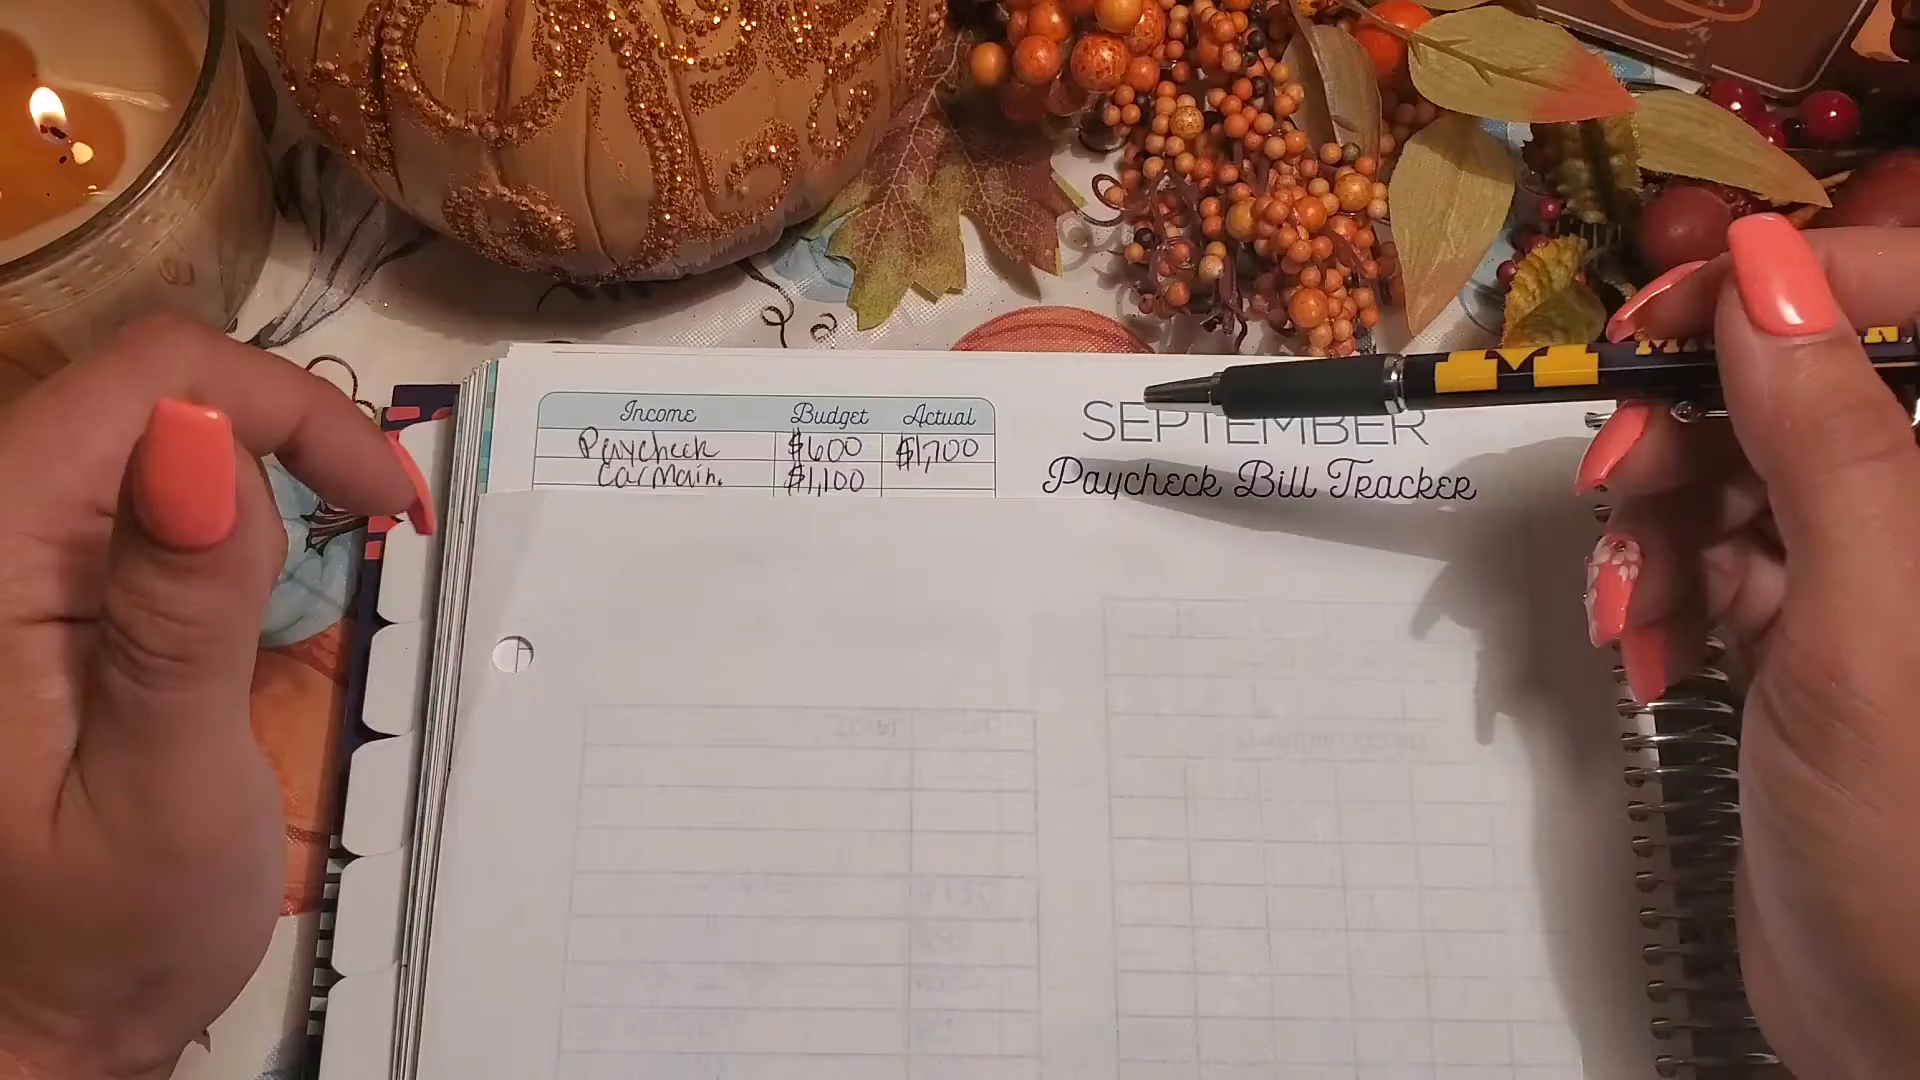 Income Budget Actual
Paycheck $600 $1,700
Car Main. $1,100
SEPTEMBER
Paycheck Bill Tracker